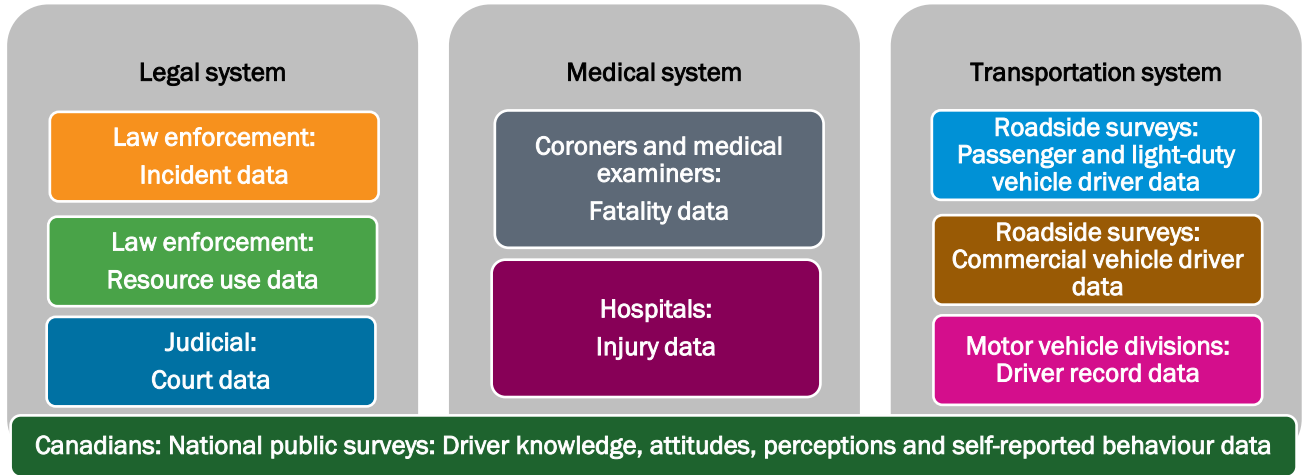 Legal system
Law enforcement:
Incident data
Law enforcement:
Resource use data
Judicial:
Court data
Medical system
Coroners and medical
examiners:
Fatality data
Hospitals:
Injury data
Transportation system
Roadside surveys:
Passenger and light-duty
vehicle driver data
Roadside surveys:
Commercial vehicle driver
data
Motor vehicle divisions:
Driver record data
Canadians: National public surveys: Driver knowledge, attitudes, perceptions and self-reported behaviour data